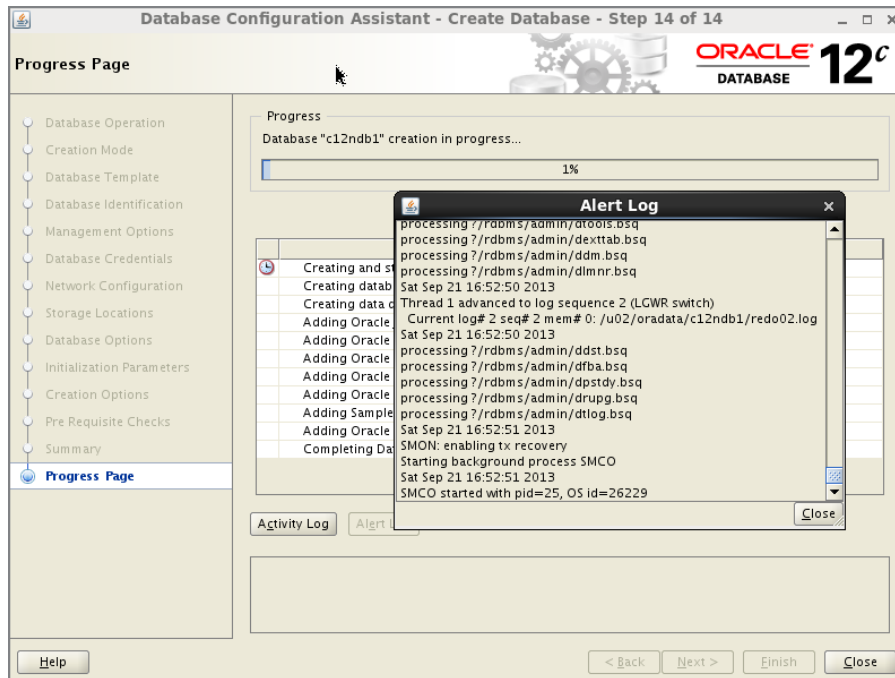 Database Configuration Assistant - Create Database - Step 14 of 14
Progress Page
ORACLE
DATABASE
12c
Database Operation
Creation Mode
Database Template
Database Identification
Management Options
Database Credentials
Network Configuration
Storage Locations
Database Options
Initialization Parameters
Creation Options
Pre Requisite Checks
Summary
Progress Page
Progress
Database "c12ndb1" creation in progress...
1%
Creating and
Creating
Creating data
Adding Oracle
Adding Oracle
Adding Oracle
Adding Oracle
Adding Oracle
Adding Sample
Adding Oracle
Completing
Alert Log
processing ?/rdbms/admin/dtools.bsq
processing ?/rdbms/admin/dexttab.bsq
processing ?/rdbms/admin/ddm.bsq
processing ?/rdbms/admin/dlmnr.bsq
Sat Sep 21 16:52:50 2013
Thread 1 advanced to log sequence 2 (LGWR switch)
Current log# 2 seq# 2 mem# 0: /u02/oradata/c12ndb1/redo02.log
Sat Sep 21 16:52:50 2013
processing ?/rdbms/admin/ddst.bsq
processing ?/rdbms/admin/dfba.bsq
processing ?/rdbms/admin/dpstdy.bsq
processing ?/rdbms/admin/drupg.bsq
processing ?/rdbms/admin/dtlog.bsq
Sat Sep 21 16:52:51 2013
SMON: enabling tx recovery
Starting background process SMCO
Sat Sep 21 16:52:51 2013
SMCO started with pid=25, OS id=26229
Close
Activity Log
Alert
Help
< Back
Next >
Finish
Close